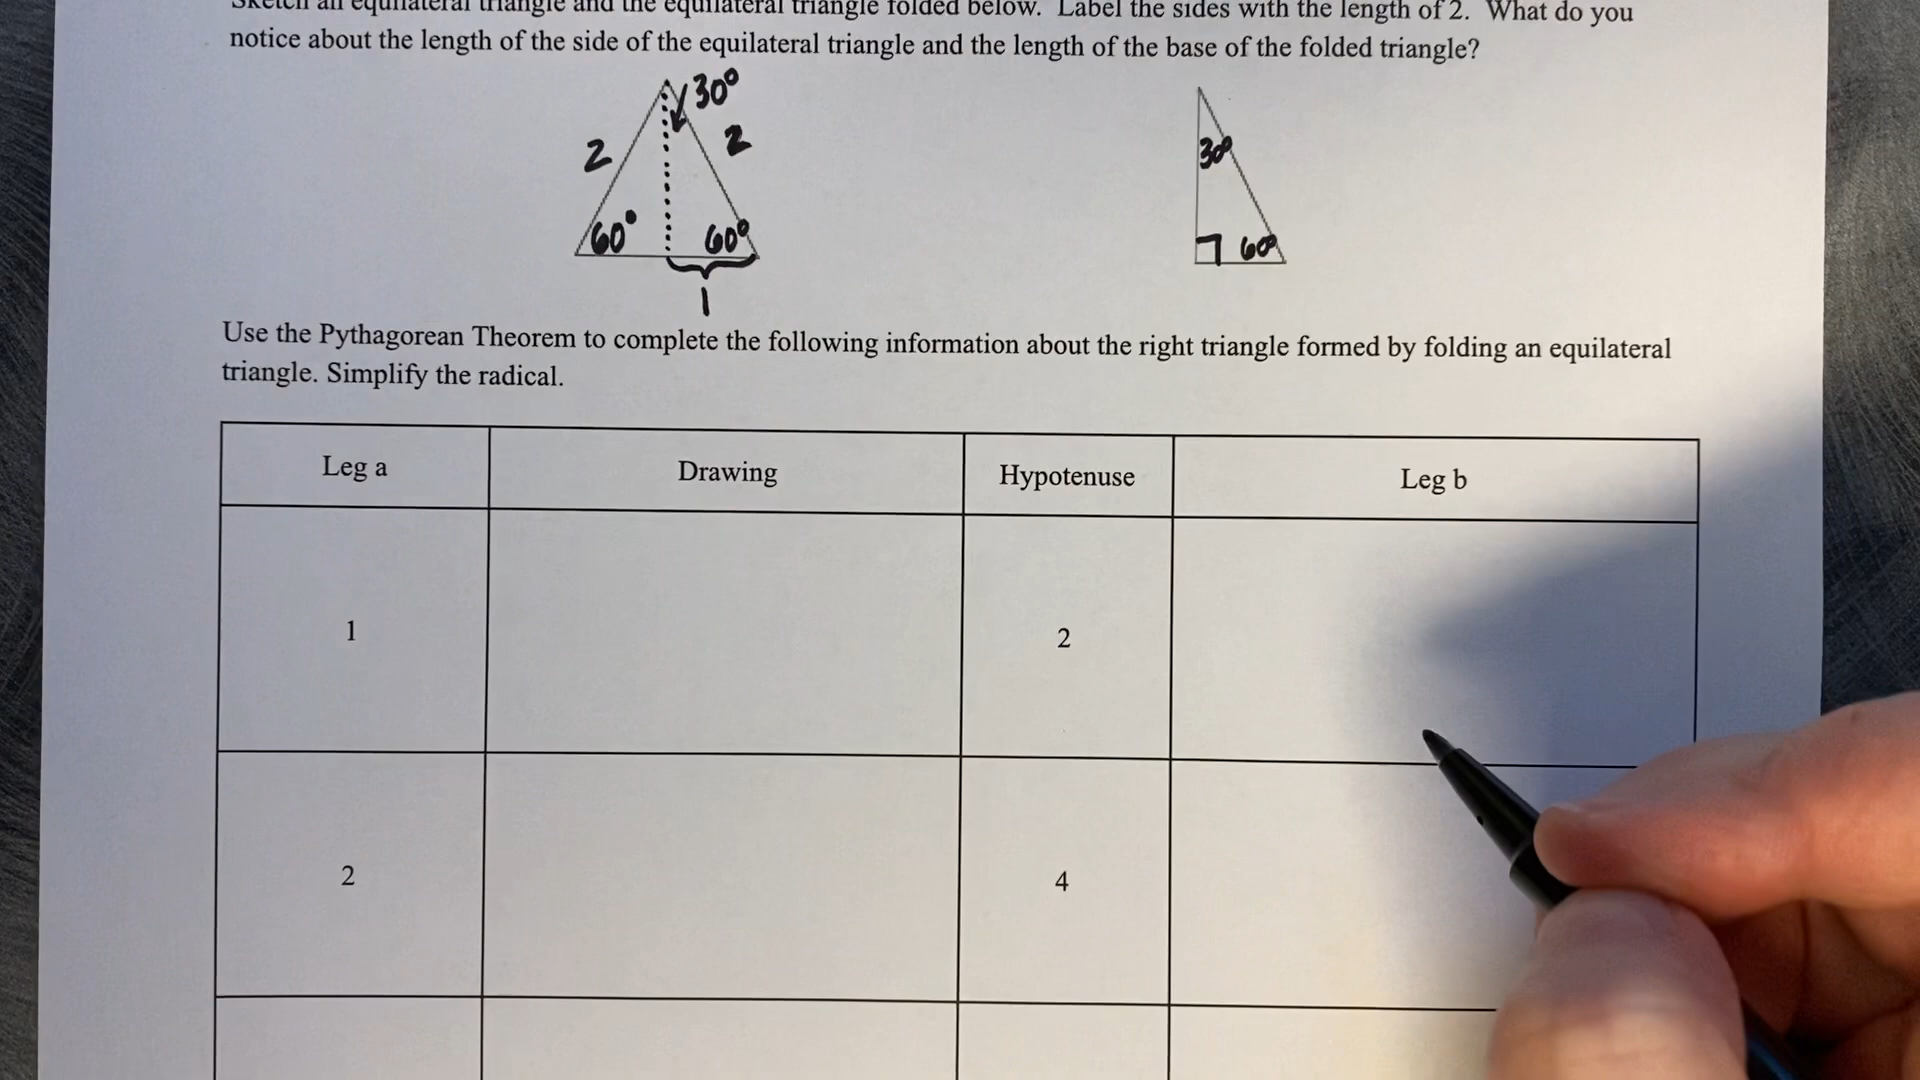 Sketch an equilateral triangle and the equilateral triangle folded below. Label the sides with the length of 2. What do you
notice about the length of the side of the equilateral triangle and the length of the base of the folded triangle?
30°
2
2
60°
60°
1
30
60
Use the Pythagorean Theorem to complete the following information about the right triangle formed by folding an equilateral
triangle. Simplify the radical.
Leg a Drawing Hypotenuse Leg b
1 2
2 4